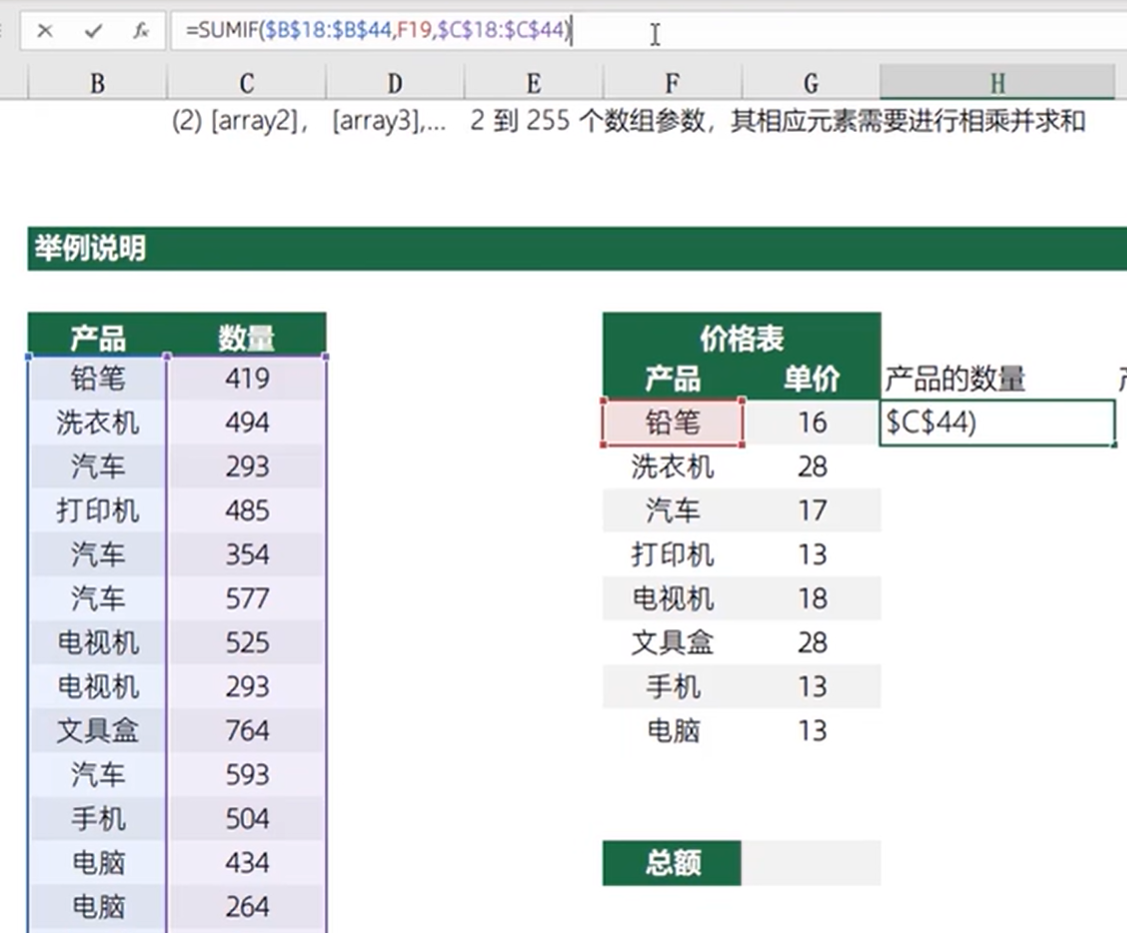 =SUMIF($B$18:$B$44,F19,$C$18:$C$44)
B C D E F G H
(2) [array2], [array3],... 2 到 255 个数组参数，其相应元素需要进行相乘并求和
举例说明
产品 数量 价格表
产品 单价 产品的数量
铅笔 419
铅笔 16 $C$44)
洗衣机 494
洗衣机 28
汽车 293
汽车 17
打印机 485
打印机 13
汽车 354
电视机 18
汽车 577
文具盒 28
电视机 525
手机 13
电视机 293
电脑 13
文具盒 764
汽车 593
手机 504
电脑 434
总额
电脑 264